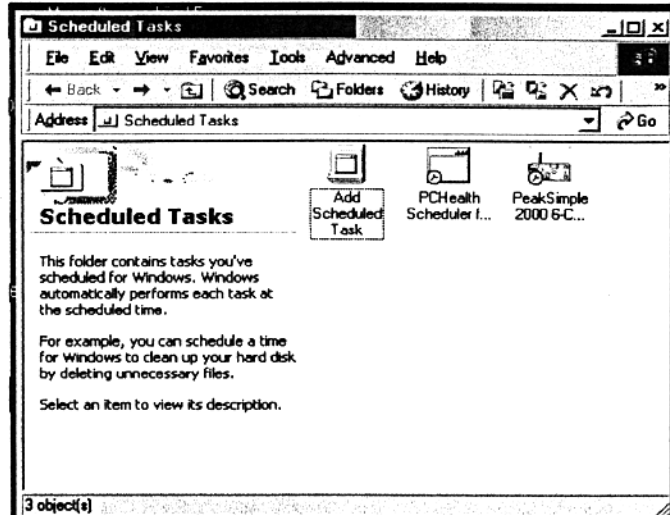 Scheduled Tasks
File Edit View Favorites Tools Advanced Help
Back Search Folders History »
Address Scheduled Tasks Go
Scheduled Tasks
This folder contains tasks you've
scheduled for Windows. Windows
automatically performs each task at
the scheduled time.
For example, you can schedule a time
for Windows to clean up your hard disk
by deleting unnecessary files.
Select an item to view its description.
Add
Scheduled
Task
PCHealth
Scheduler f...
PeakSimple
2000 6-C...
3 object(s)